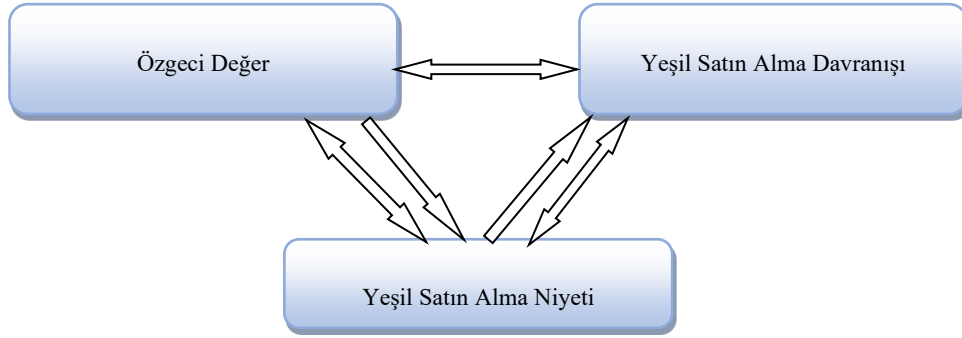 Özgeci Değer
Yeşil Satın Alma Davranışı
Yeşil Satın Alma Niyeti